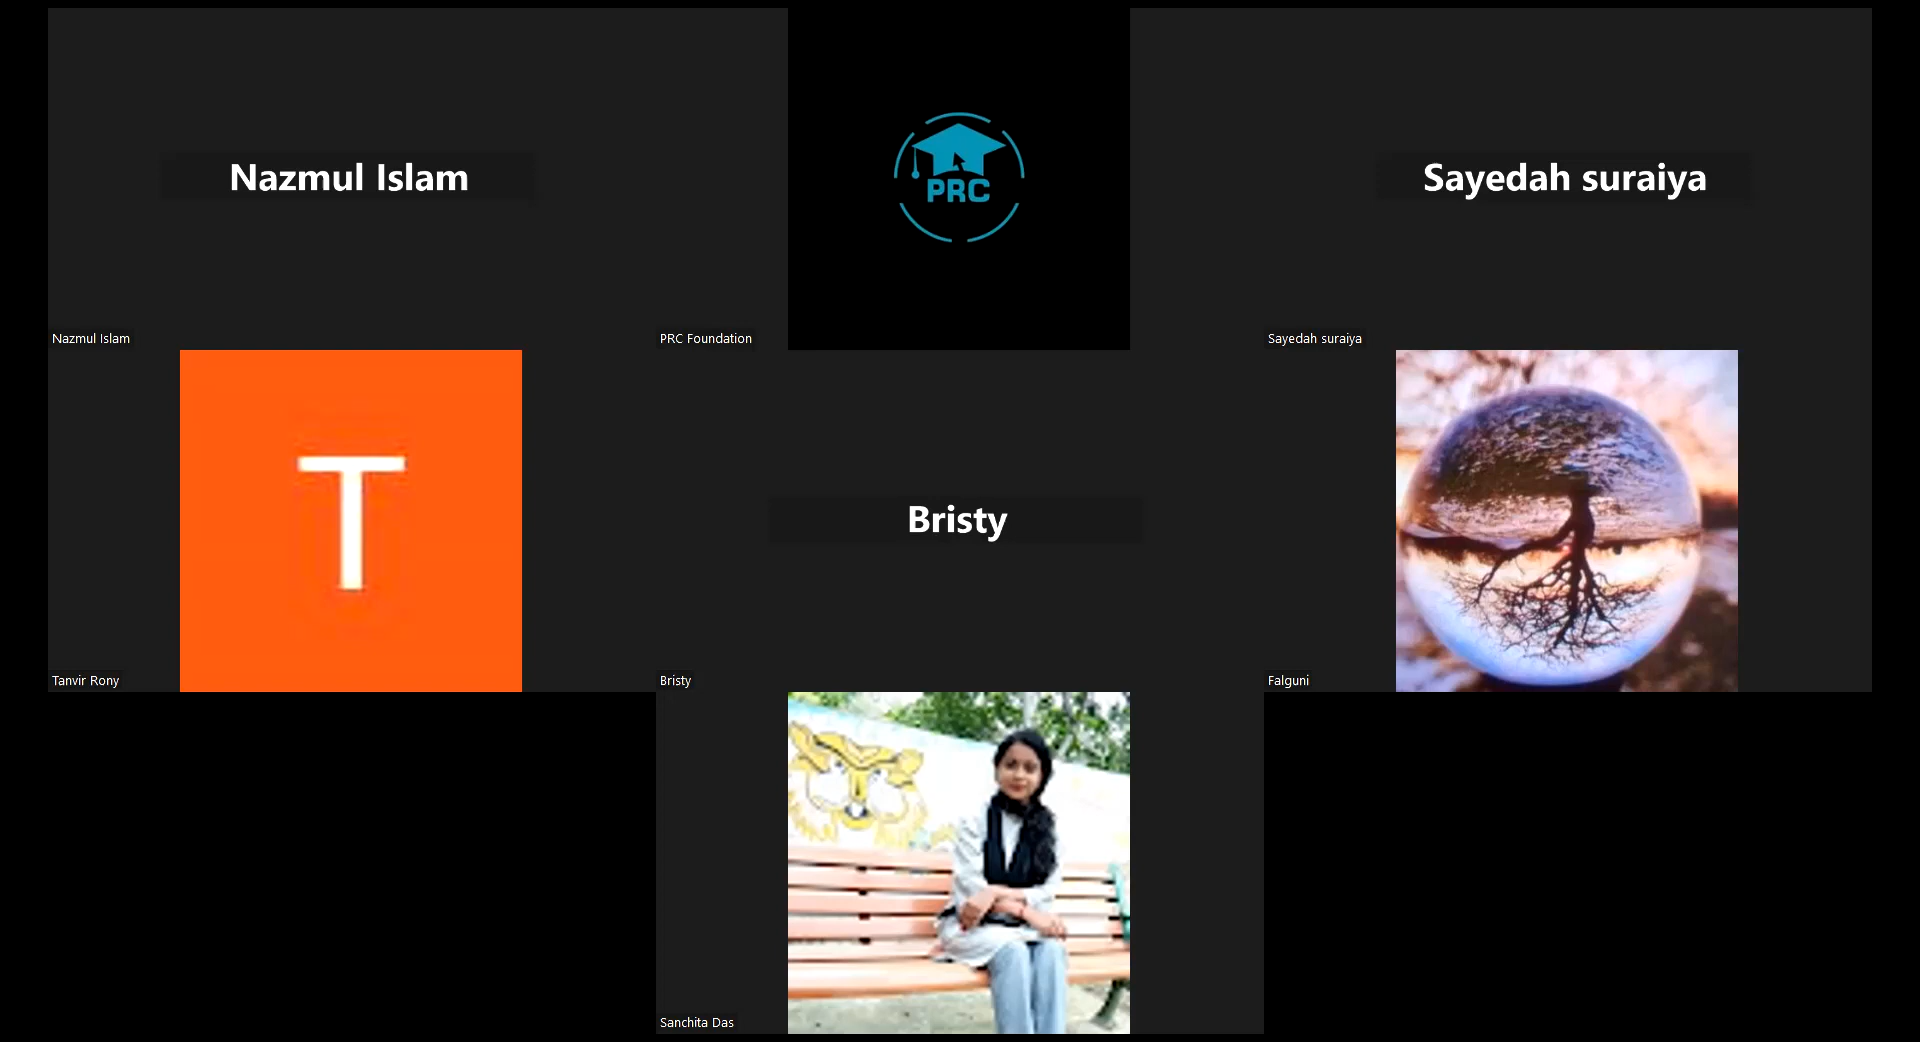 Nazmul Islam
PRC
Sayedah suraiya
Nazmul Islam
PRC Foundation
Sayedah suraiya
T
Bristy
Tanvir Rony
Bristy
Falguni
Sanchita Das